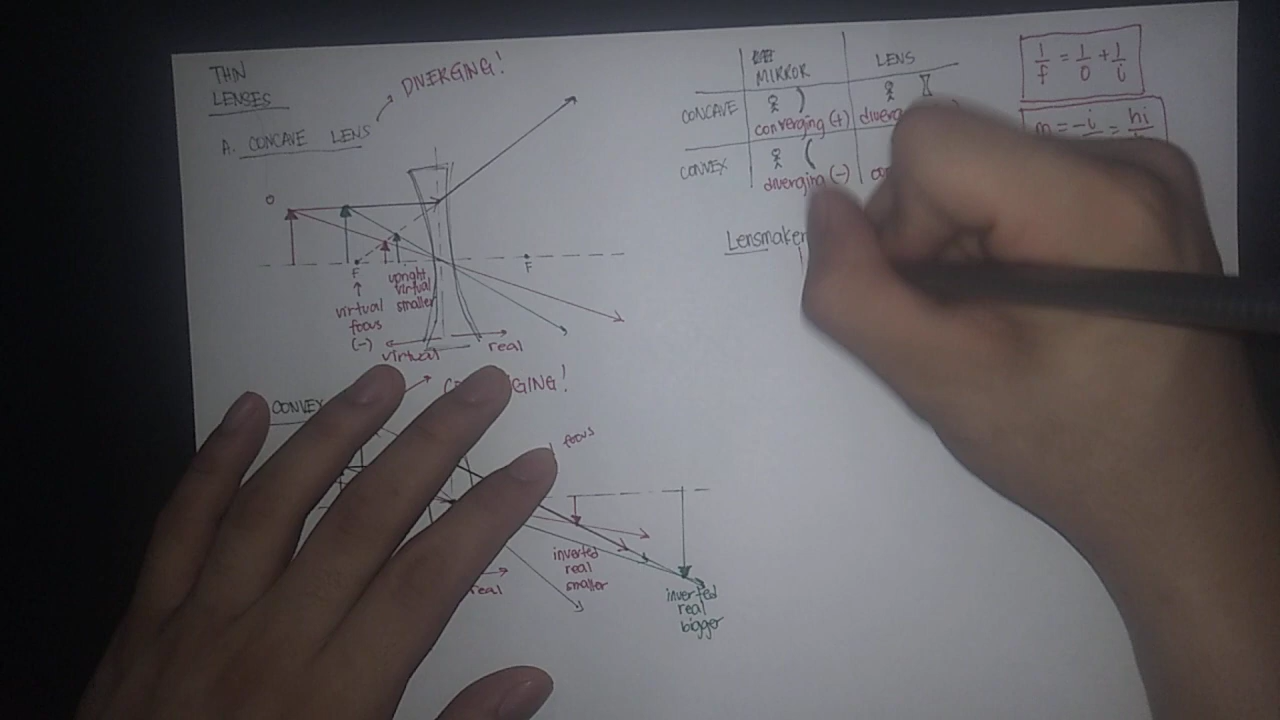 THIN
LENSES
DIVERGING!
A. CONCAVE LENS
O
F
F
virtual
focus
(-)
upright
virtual
smaller
virtual
real
CONVEX
focus
real
inverted
real
smaller
inverted
real
bigger
MIRROR
LENS
CONCAVE
converging (+)
CONVEX
diverging (-)
Lensmaker
1/f = 1/o + 1/i
m = -i = hi